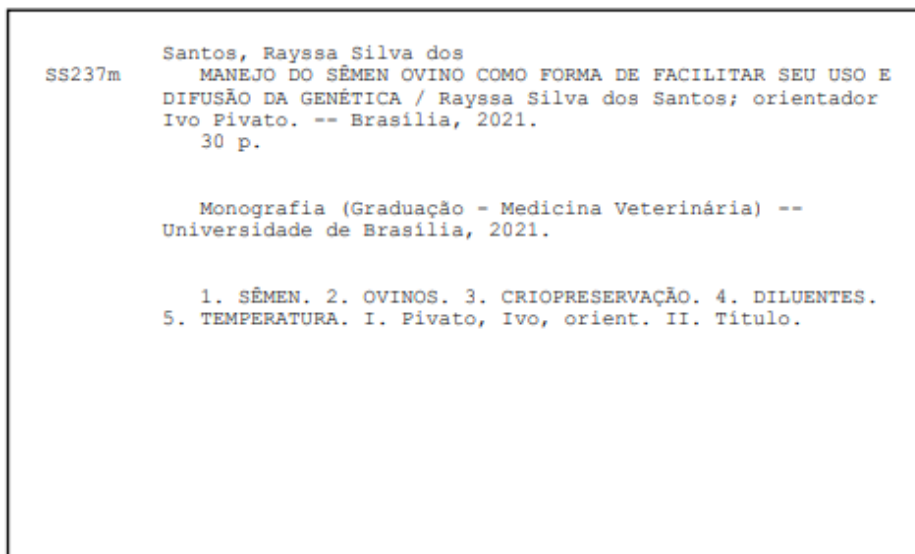 Santos, Rayssa Silva dos
SS237m MANEJO DO SÊMEN OVINO COMO FORMA DE FACILITAR SEU USO E
DIFUSÃO DA GENÉTICA / Rayssa Silva dos Santos; orientador
Ivo Pivato. -- Brasília, 2021.
30 p.
Monografia (Graduação - Medicina Veterinária) --
Universidade de Brasília, 2021.
1. SÊMEN. 2. OVINOS. 3. CRIOPRESERVAÇÃO. 4. DILUENTES.
5. TEMPERATURA. I. Pivato, Ivo, orient. II. Título.